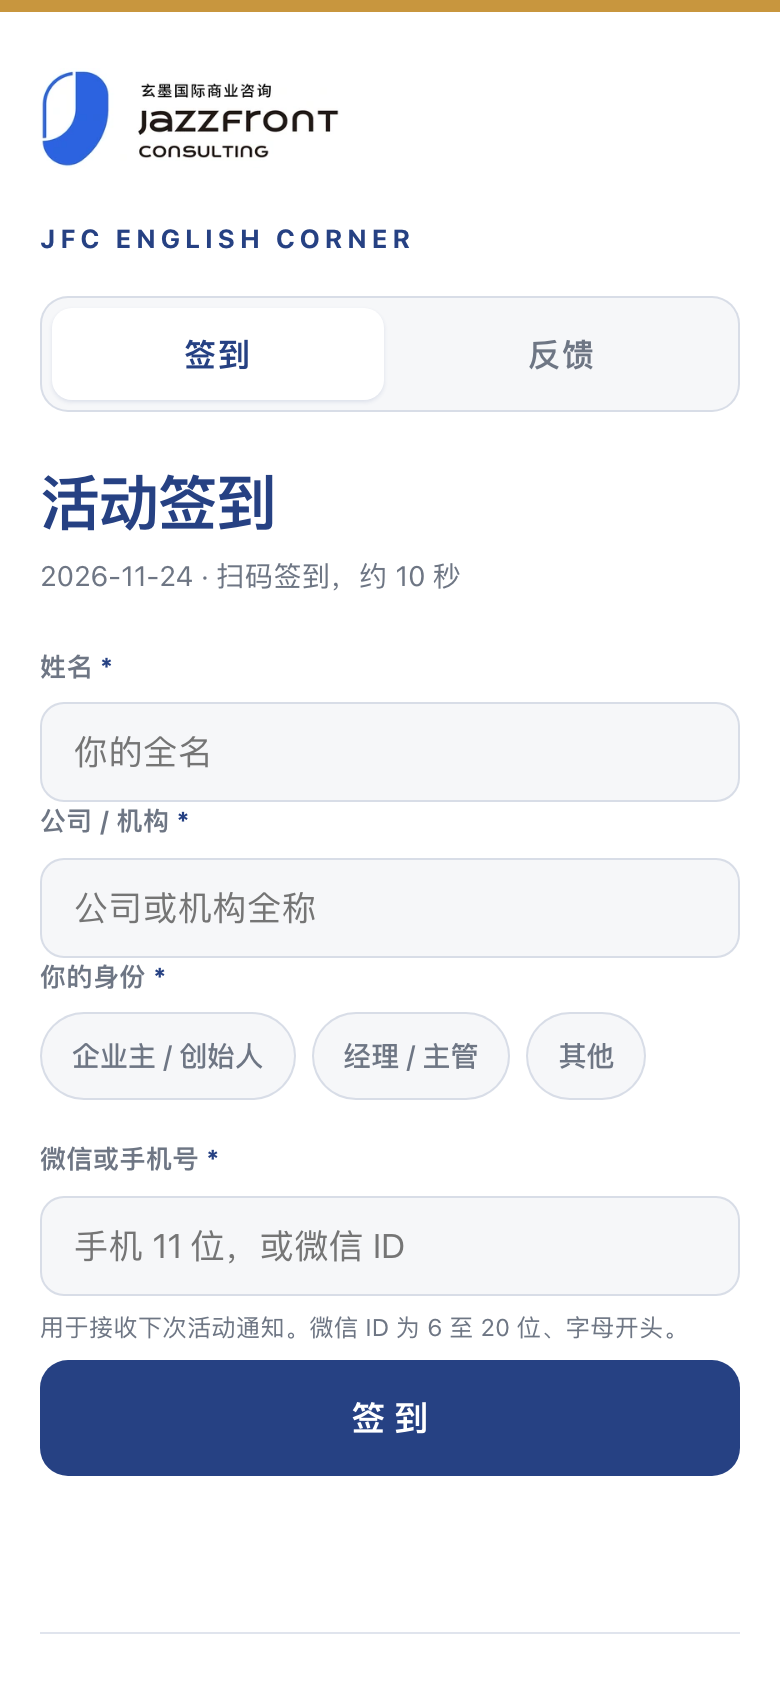 玄墨国际商业咨询
JAZZFRONT
CONSULTING
JFC ENGLISH CORNER
签到
反馈
活动签到
2026-11-24 · 扫码签到，约 10 秒
姓名 *
你的全名
公司 / 机构 *
公司或机构全称
你的身份 *
企业主 / 创始人
经理 / 主管
其他
微信或手机号 *
手机 11 位，或微信 ID
用于接收下次活动通知。微信 ID 为 6 至 20 位、字母开头。
签 到